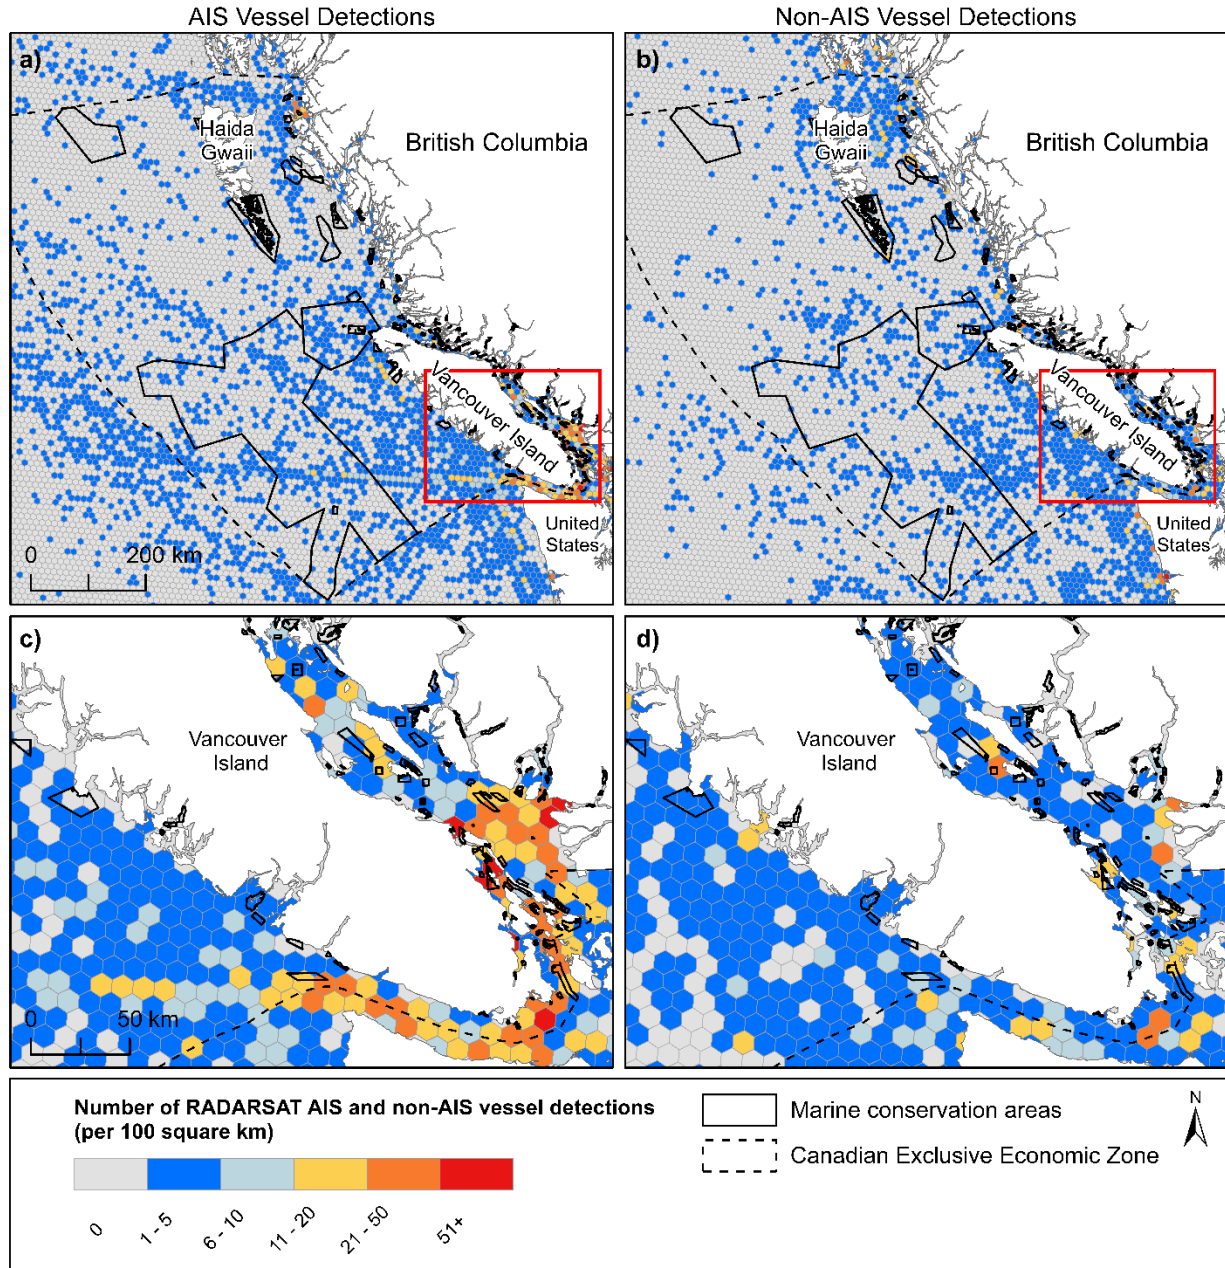 AIS Vessel Detections
Non-AIS Vessel Detections
a)
Haida
Gwaii
British Columbia
Vancouver Island
United
States
0 200 km
b)
Haida
Gwaii
British Columbia
Vancouver Island
United
States
c)
Vancouver
Island
0 50 km
d)
Vancouver
Island
Number of RADARSAT AIS and non-AIS vessel detections
(per 100 square km)
0
1 - 5
6 - 10
11 - 20
21 - 50
51+
Marine conservation areas
Canadian Exclusive Economic Zone
N